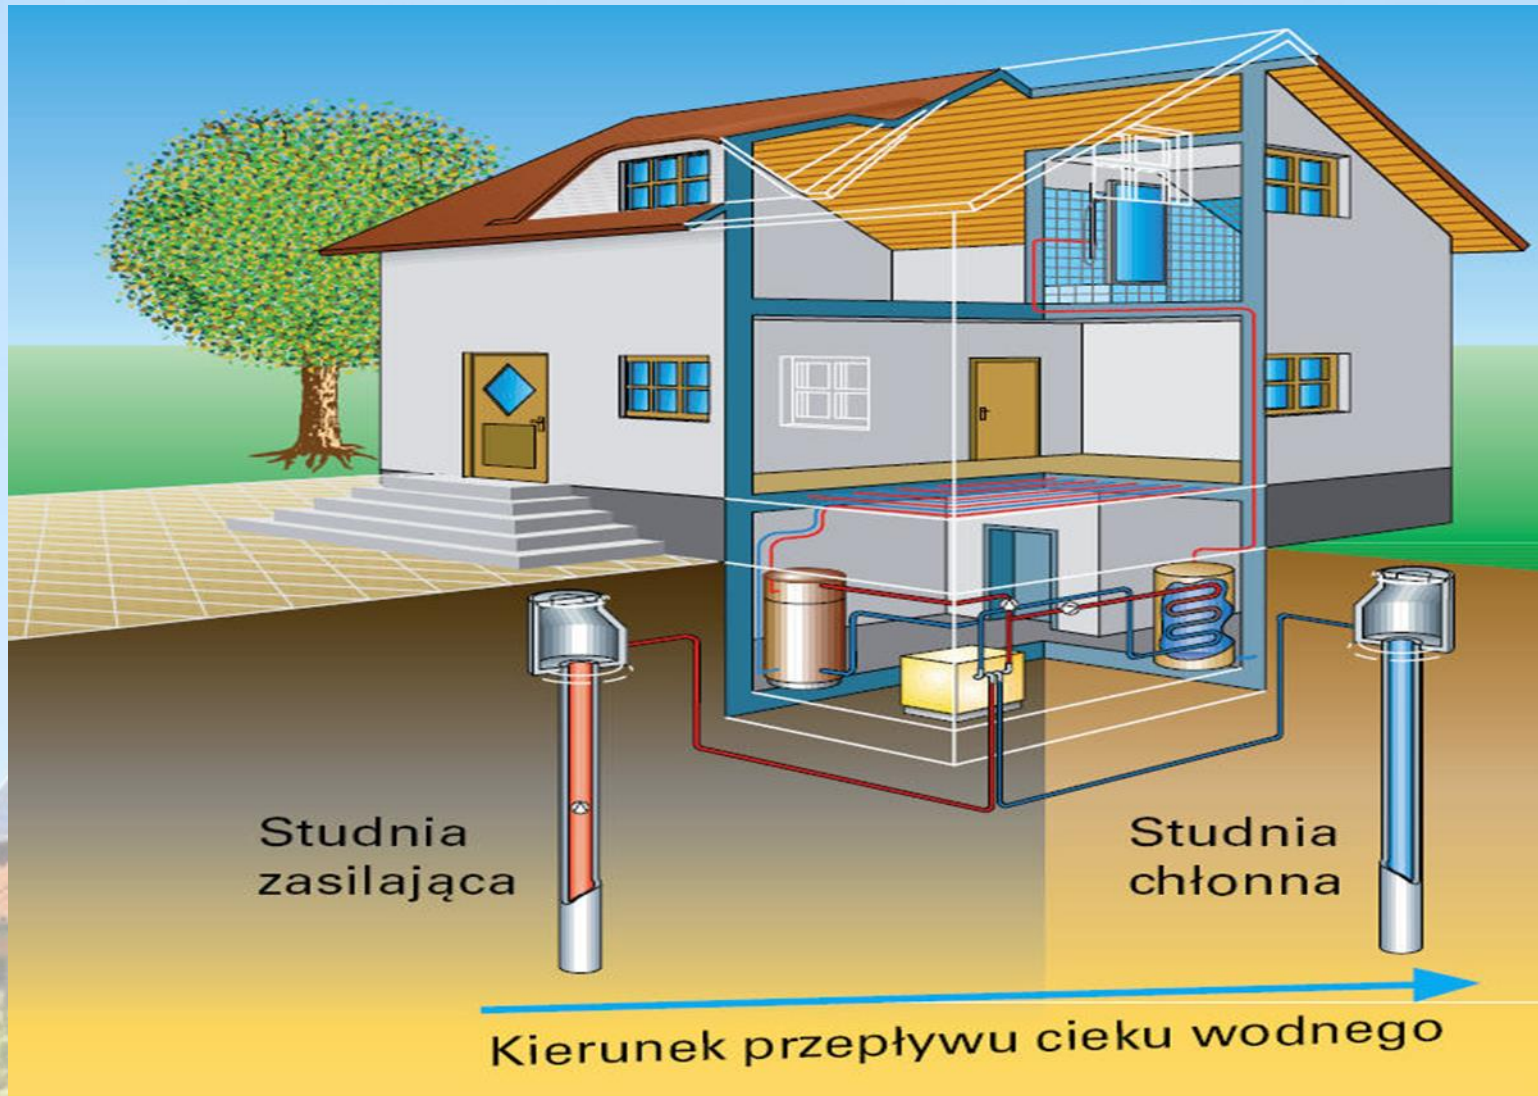 Studnia
zasilająca
Studnia
chłonna
Kierunek przepływu cieku wodnego